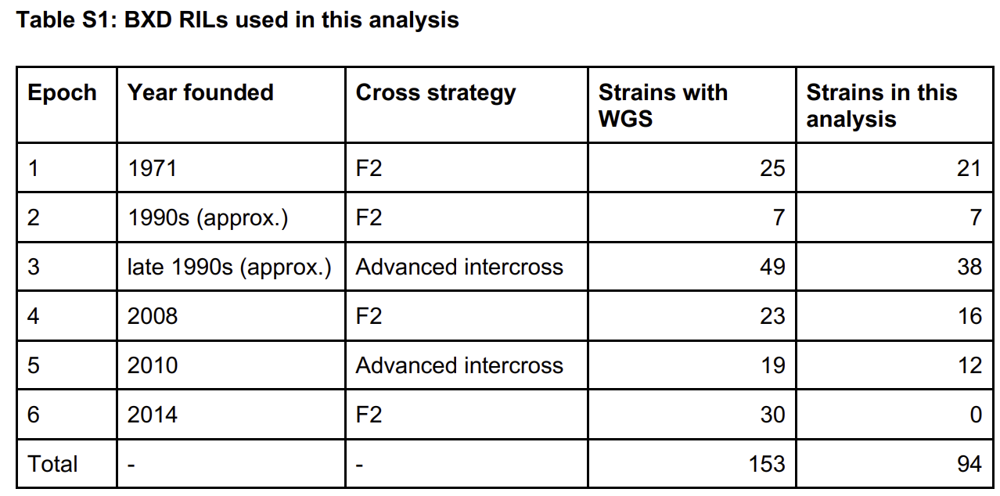 Table S1: BXD RILs used in this analysis
Epoch Year founded Cross strategy Strains with WGS Strains in this analysis
1 1971 F2 25 21
2 1990s (approx.) F2 7 7
3 late 1990s (approx.) Advanced intercross 49 38
4 2008 F2 23 16
5 2010 Advanced intercross 19 12
6 2014 F2 30 0
Total - - 153 94